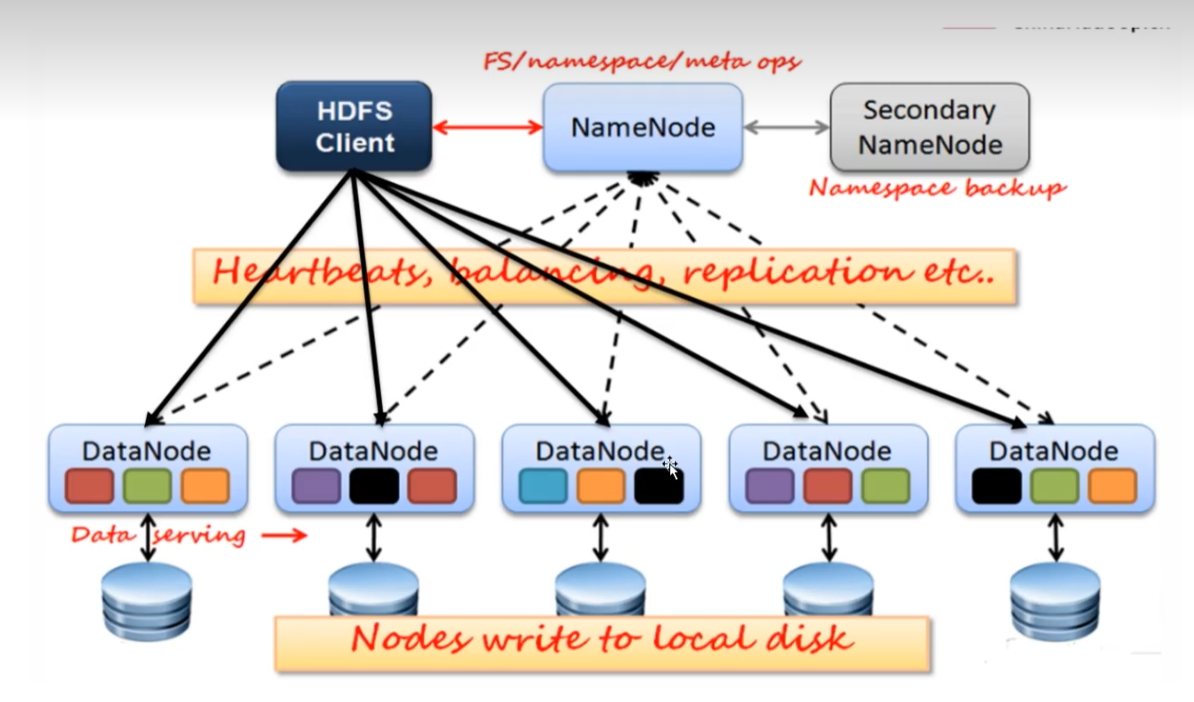 FS/namespace/meta ops
HDFS
Client
NameNode
Secondary
NameNode
Namespace backup
Heartbeats, balancing, replication etc..
DataNode
DataNode
DataNode
DataNode
DataNode
Data serving
Nodes write to local disk